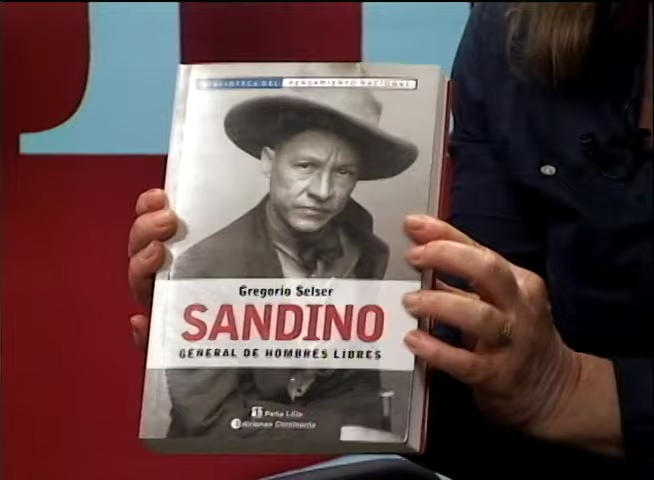 BIBLIOTECA DEL PENSAMIENTO NACIONAL
Gregorio Selser
SANDINO
GENERAL DE HOMBRES LIBRES
Peña Lillo
Ediciones Continente